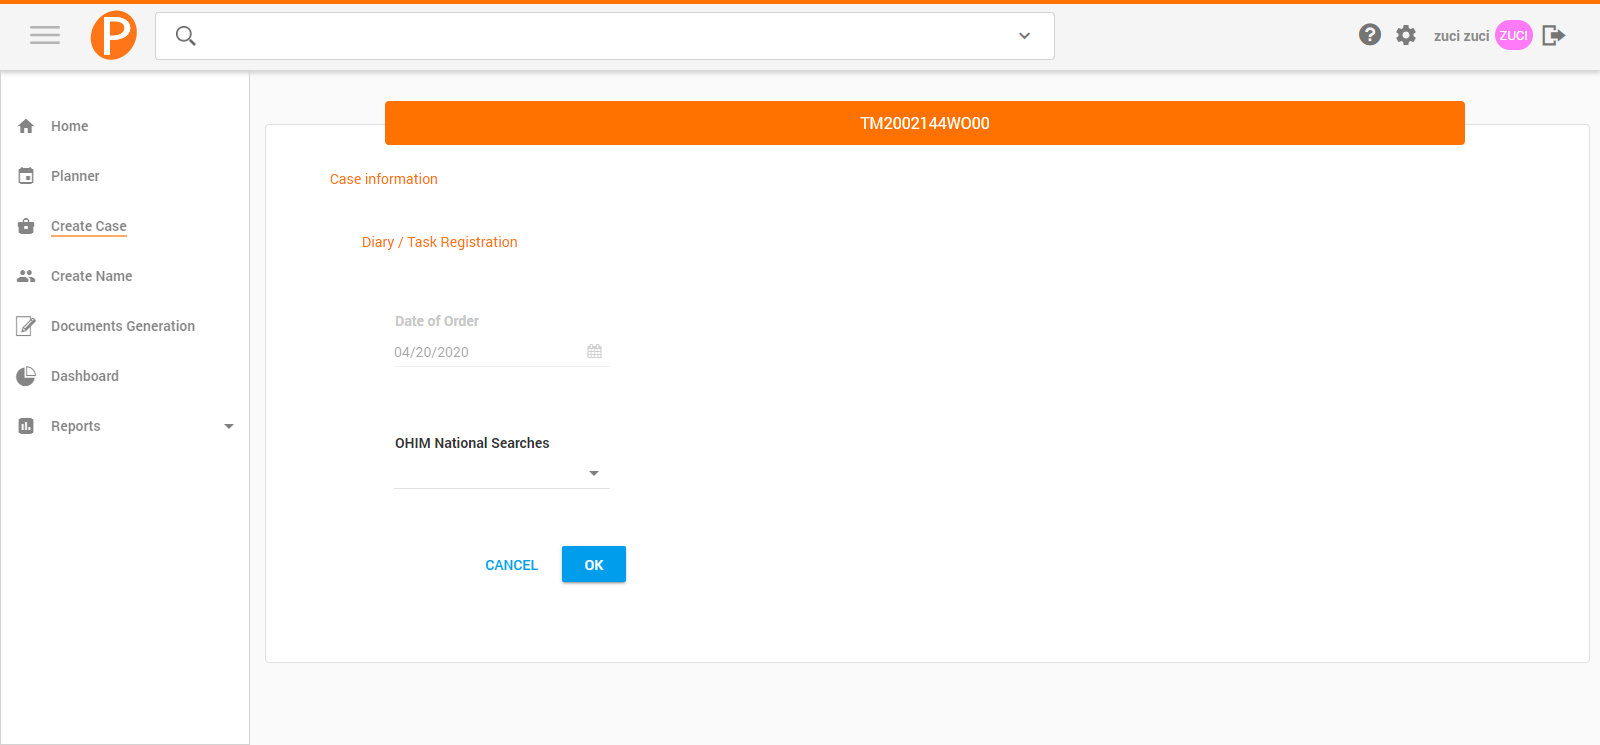 P
zuci zuci
ZUCI
Home
Planner
Create Case
Create Name
Documents Generation
Dashboard
Reports
TM2002144WO00
Case information
Diary / Task Registration
Date of Order
04/20/2020
OHIM National Searches
CANCEL
OK